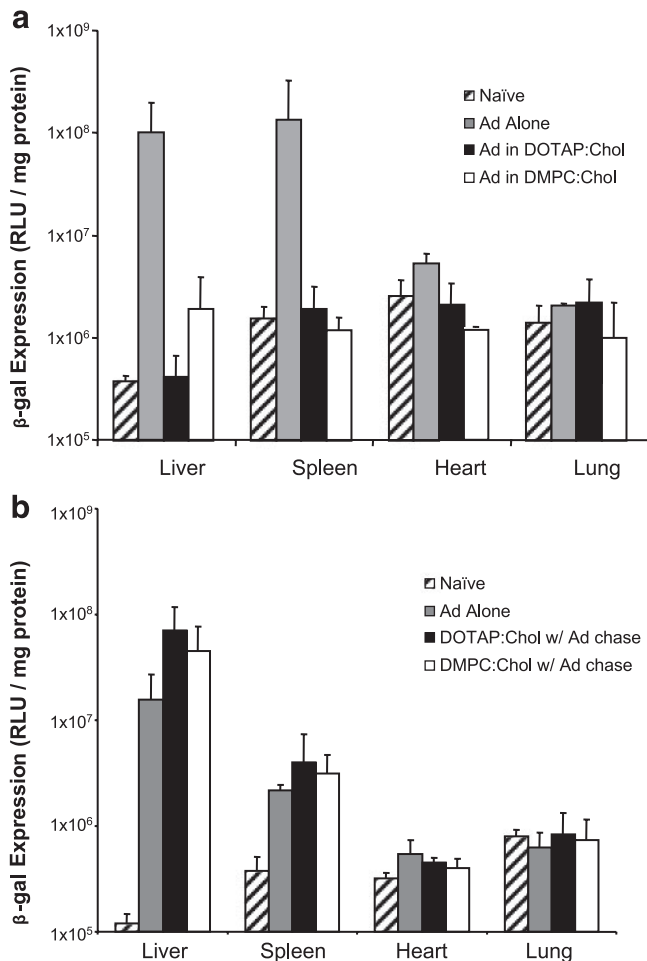 a
β-gal Expression (RLU / mg protein)
1x10⁹
1x10⁸
1x10⁷
1x10⁶
1x10⁵
Naïve
Ad Alone
Ad in DOTAP:Chol
Ad in DMPC:Chol
Liver Spleen Heart Lung
b
β-gal Expression (RLU / mg protein)
1x10⁹
1x10⁸
1x10⁷
1x10⁶
1x10⁵
Naïve
Ad Alone
DOTAP:Chol w/ Ad chase
DMPC:Chol w/ Ad chase
Liver Spleen Heart Lung